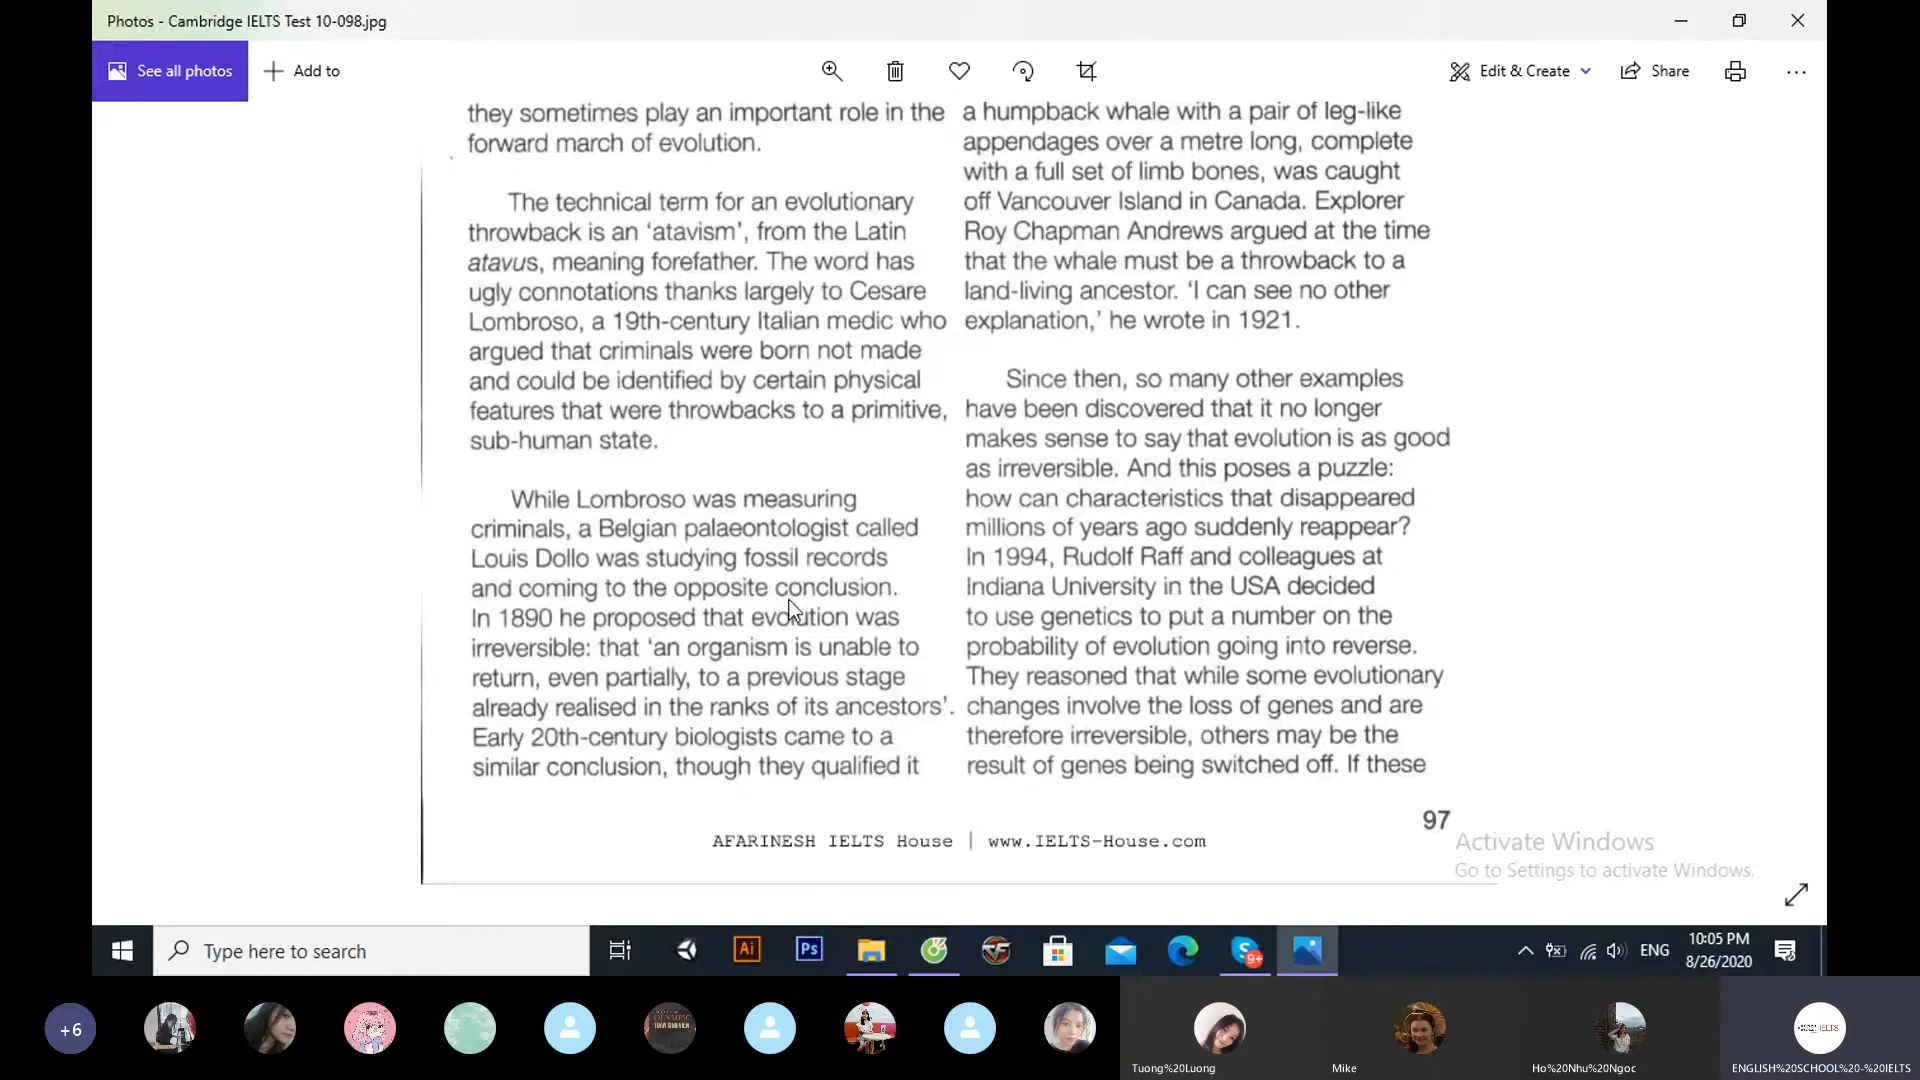 Photos - Cambridge IELTS Test 10-098.jpg
See all photos
Add to
Edit & Create
Share
they sometimes play an important role in the
forward march of evolution.
The technical term for an evolutionary
throwback is an ‘atavism’, from the Latin
atavus, meaning forefather. The word has
ugly connotations thanks largely to Cesare
Lombroso, a 19th-century Italian medic who
argued that criminals were born not made
and could be identified by certain physical
features that were throwbacks to a primitive,
sub-human state.
While Lombroso was measuring
criminals, a Belgian palaeontologist called
Louis Dollo was studying fossil records
and coming to the opposite conclusion.
In 1890 he proposed that evolution was
irreversible: that ‘an organism is unable to
return, even partially, to a previous stage
already realised in the ranks of its ancestors’.
Early 20th-century biologists came to a
similar conclusion, though they qualified it
a humpback whale with a pair of leg-like
appendages over a metre long, complete
with a full set of limb bones, was caught
off Vancouver Island in Canada. Explorer
Roy Chapman Andrews argued at the time
that the whale must be a throwback to a
land-living ancestor. ‘I can see no other
explanation,’ he wrote in 1921.
Since then, so many other examples
have been discovered that it no longer
makes sense to say that evolution is as good
as irreversible. And this poses a puzzle:
how can characteristics that disappeared
millions of years ago suddenly reappear?
In 1994, Rudolf Raff and colleagues at
Indiana University in the USA decided
to use genetics to put a number on the
probability of evolution going into reverse.
They reasoned that while some evolutionary
changes involve the loss of genes and are
therefore irreversible, others may be the
result of genes being switched off. If these
97
AFARINESH IELTS House | www.IELTS-House.com
Activate Windows
Go to Settings to activate Windows.
Type here to search
Ai
Ps
9+
ENG
10:05 PM
8/26/2020
+6
Tuong%20Luong
Mike
Ho%20Nhu%20Ngoc
ENGLISH%20SCHOOL%20-%20IELTS